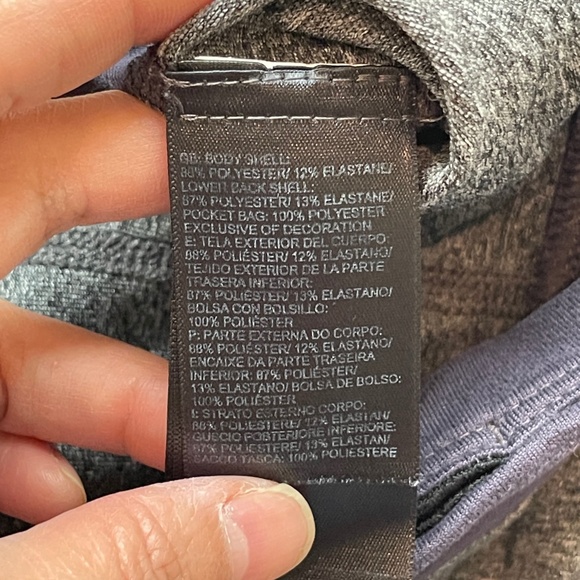 GB: BODY SHELL:
88% POLYESTER/ 12% ELASTANE/
LOWER BACK SHELL:
87% POLYESTER/ 13% ELASTANE/
POCKET BAG: 100% POLYESTER
EXCLUSIVE OF DECORATION
E: TELA EXTERIOR DEL CUERPO:
88% POLIÉSTER/ 12% ELASTANO/
TEJIDO EXTERIOR DE LA PARTE
TRASERA INFERIOR:
87% POLIÉSTER/ 13% ELASTANO/
BOLSA CON BOLSILLO:
100% POLIÉSTER
P: PARTE EXTERNA DO CORPO:
88% POLIÉSTER/ 12% ELASTANO/
ENCAIXE DA PARTE TRASEIRA
INFERIOR: 87% POLIÉSTER/
13% ELASTANO/ BOLSA DE BOLSO:
100% POLIÉSTER
I: STRATO ESTERNO CORPO:
88% POLIESTERE/ 12% ELASTAN/
GUSCIO POSTERIORE INFERIORE:
87% POLIESTERE/ 13% ELASTAN/
SACCO TASCA: 100% POLIESTERE